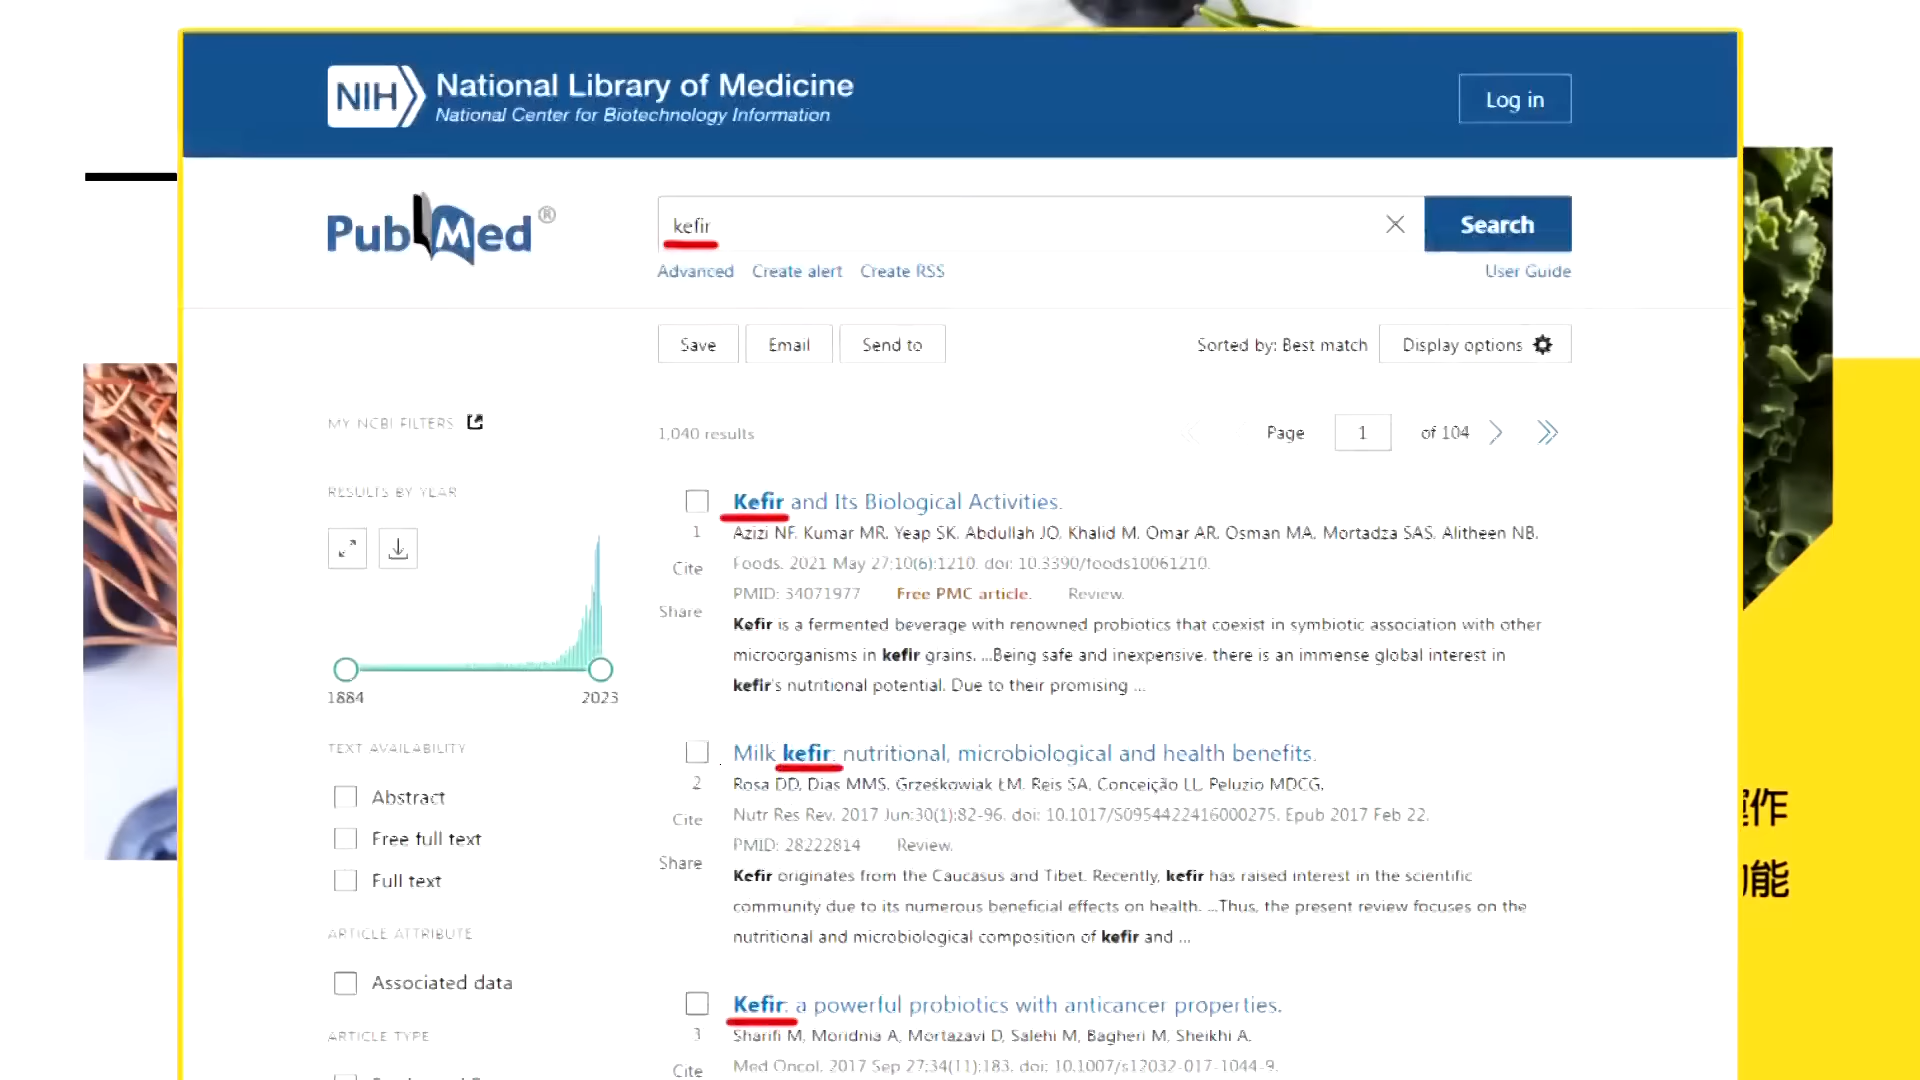 NIH National Library of Medicine
National Center for Biotechnology Information
Log in
PubMed®
kefir
Search
Advanced Create alert Create RSS
User Guide
Save Email Send to
Sorted by: Best match
Display options
MY NCBI FILTERS
1,040 results
Page 1 of 104
RESULTS BY YEAR
1884 2023
TEXT AVAILABILITY
Abstract
Free full text
Full text
ARTICLE ATTRIBUTE
Associated data
ARTICLE TYPE
Kefir and Its Biological Activities.
1
Azizi NF, Kumar MR, Yeap SK, Abdullah JO, Khalid M, Omar AR, Osman MA, Mortadza SAS, Alitheen NB.
Cite
Foods. 2021 May 27;10(6):1210. doi: 10.3390/foods10061210.
PMID: 34071977 Free PMC article. Review.
Share
Kefir is a fermented beverage with renowned probiotics that coexist in symbiotic association with other
microorganisms in kefir grains. ...Being safe and inexpensive, there is an immense global interest in
kefir's nutritional potential. Due to their promising ...
Milk kefir: nutritional, microbiological and health benefits.
2
Rosa DD, Dias MMS, Grześkowiak ŁM, Reis SA, Conceição LL, Peluzio MDCG.
Cite
Nutr Res Rev. 2017 Jun;30(1):82-96. doi: 10.1017/S0954422416000275. Epub 2017 Feb 22.
PMID: 28222814 Review.
Share
Kefir originates from the Caucasus and Tibet. Recently, kefir has raised interest in the scientific
community due to its numerous beneficial effects on health. ...Thus, the present review focuses on the
nutritional and microbiological composition of kefir and ...
Kefir: a powerful probiotics with anticancer properties.
3
Sharifi M, Moridnia A, Mortazavi D, Salehi M, Bagheri M, Sheikhi A.
Cite
Med Oncol. 2017 Sep 27;34(11):183. doi: 10.1007/s12032-017-1044-9.
作
能